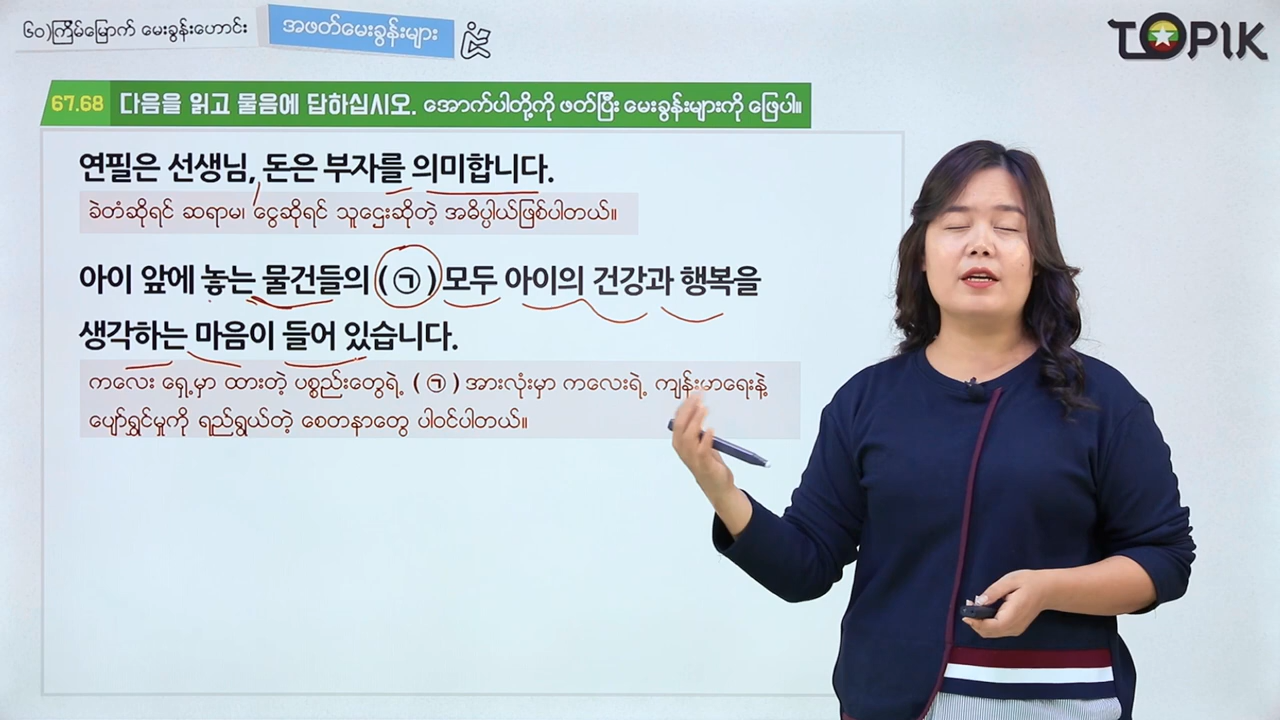 ၆၀)ကြိမ်မြောက် မေးခွန်းဟောင်း
အဖတ်မေးခွန်းများ
TOPIK
67.68 다음을 읽고 물음에 답하십시오. အောက်ပါတို့ကို ဖတ်ပြီး မေးခွန်းများကို ဖြေပါ။
연필은 선생님, 돈은 부자를 의미합니다.
ခဲတံဆိုရင် ဆရာမ၊ ငွေဆိုရင် သူဌေးဆိုတဲ့ အဓိပ္ပါယ်ဖြစ်ပါတယ်။
아이 앞에 놓는 물건들의 (㉠) 모두 아이의 건강과 행복을
생각하는 마음이 들어 있습니다.
ကလေး ရှေ့မှာ ထားတဲ့ ပစ္စည်းတွေရဲ့ (㉠) အားလုံးမှာ ကလေးရဲ့ ကျန်းမာရေးနဲ့
ပျော်ရွှင်မှုကို ရည်ရွယ်တဲ့ စေတနာတွေ ပါဝင်ပါတယ်။